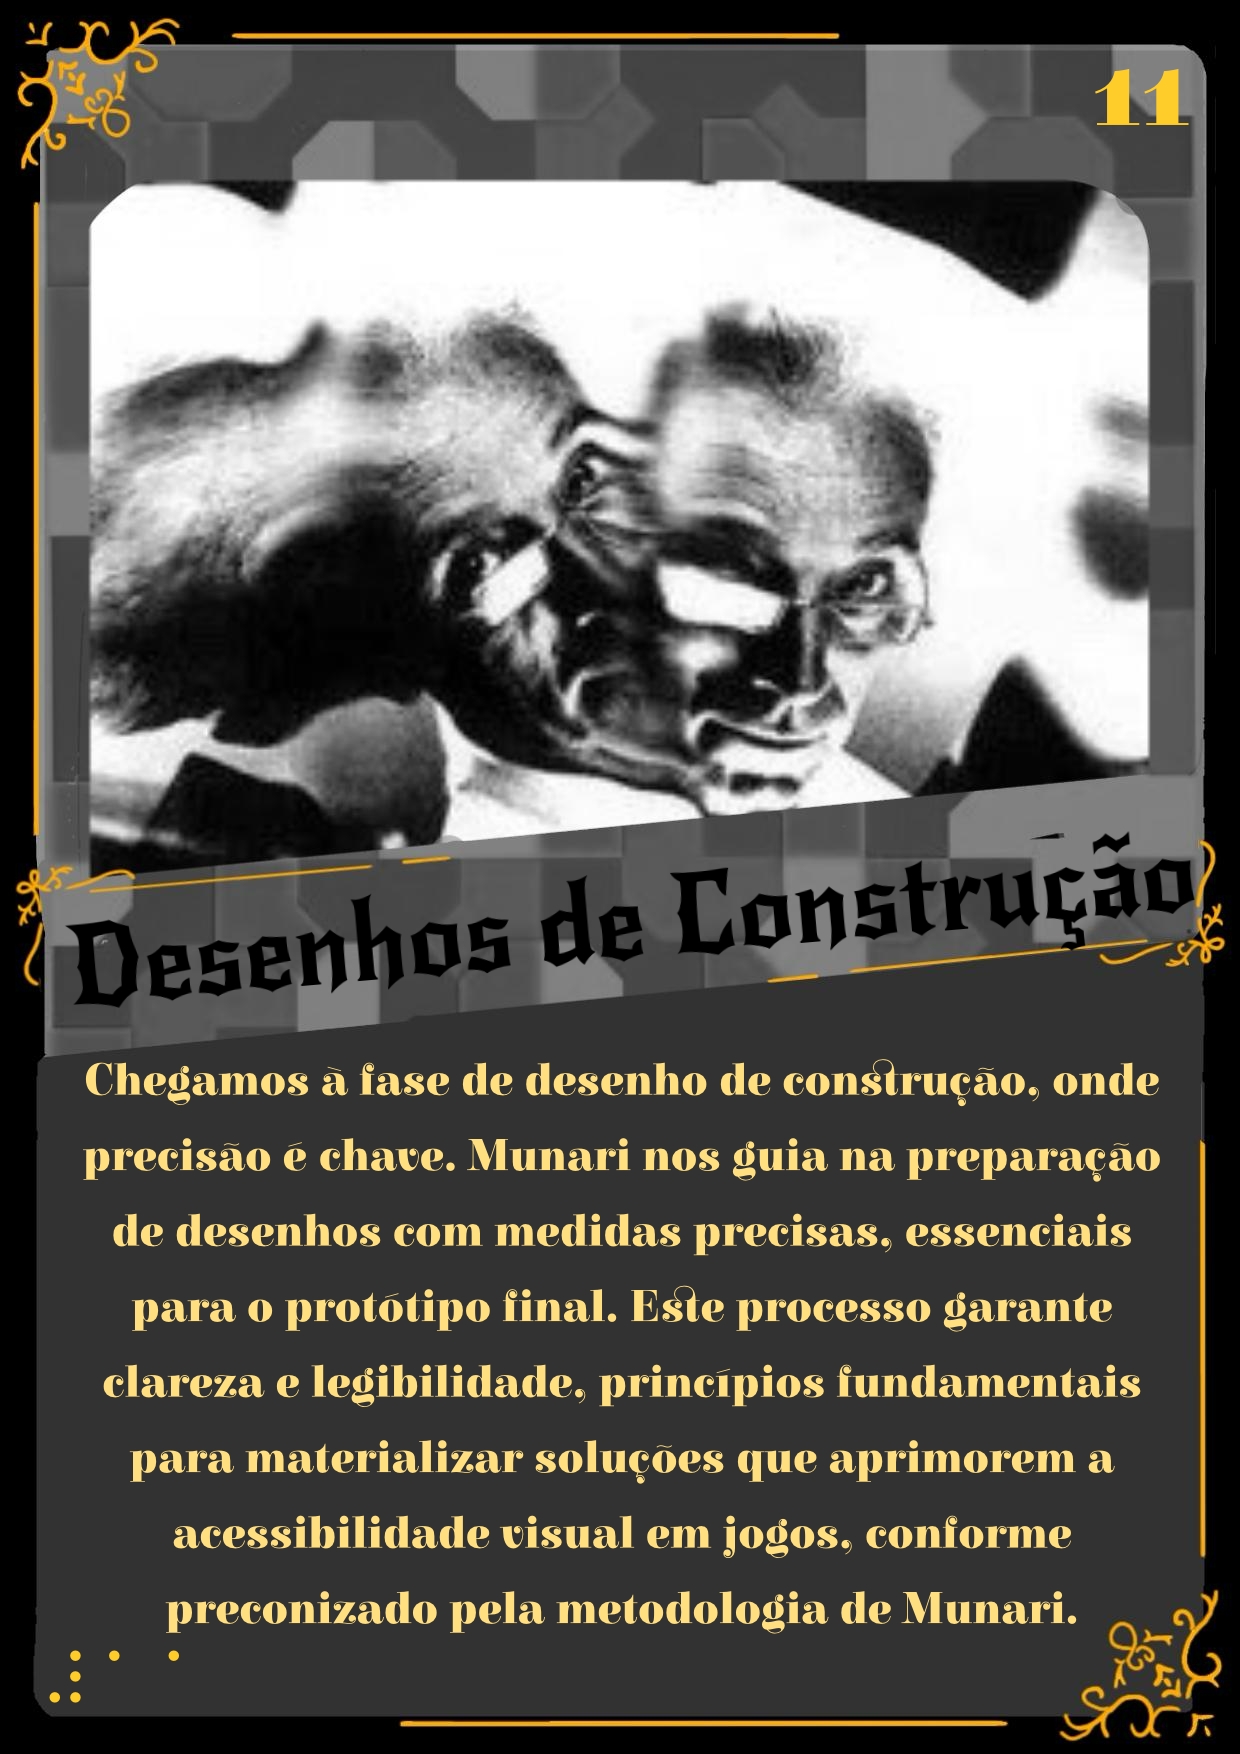 11
Desenhos de Construção
Chegamos à fase de desenho de construção, onde
precisão é chave. Munari nos guia na preparação
de desenhos com medidas precisas, essenciais
para o protótipo final. Este processo garante
clareza e legibilidade, princípios fundamentais
para materializar soluções que aprimorem a
acessibilidade visual em jogos, conforme
preconizado pela metodologia de Munari.